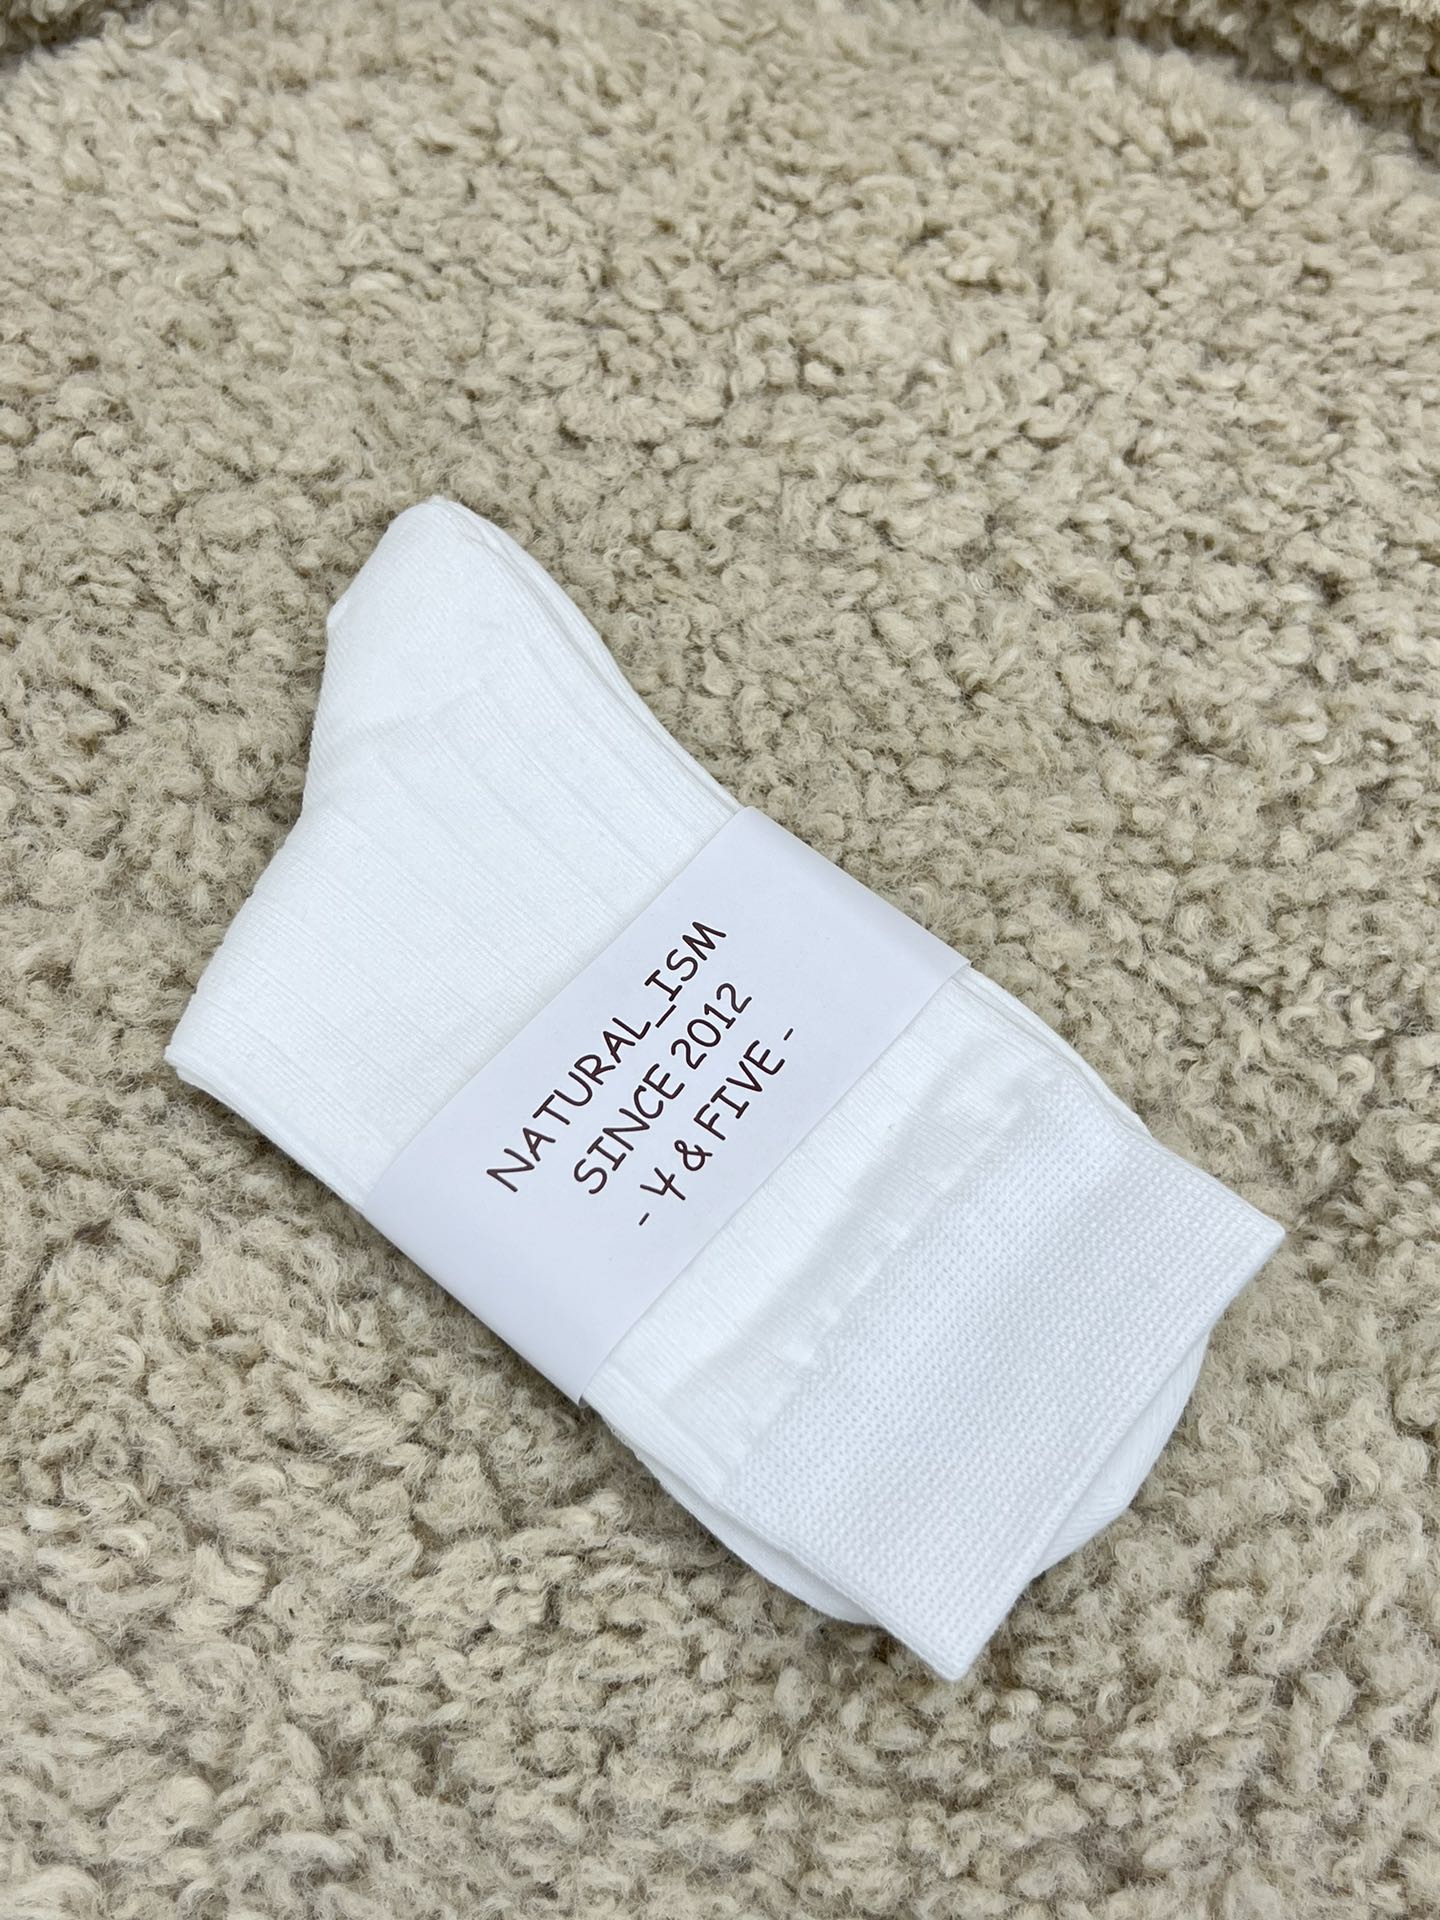 NATURAL_ISM
SINCE 2012
- 4 & FIVE -